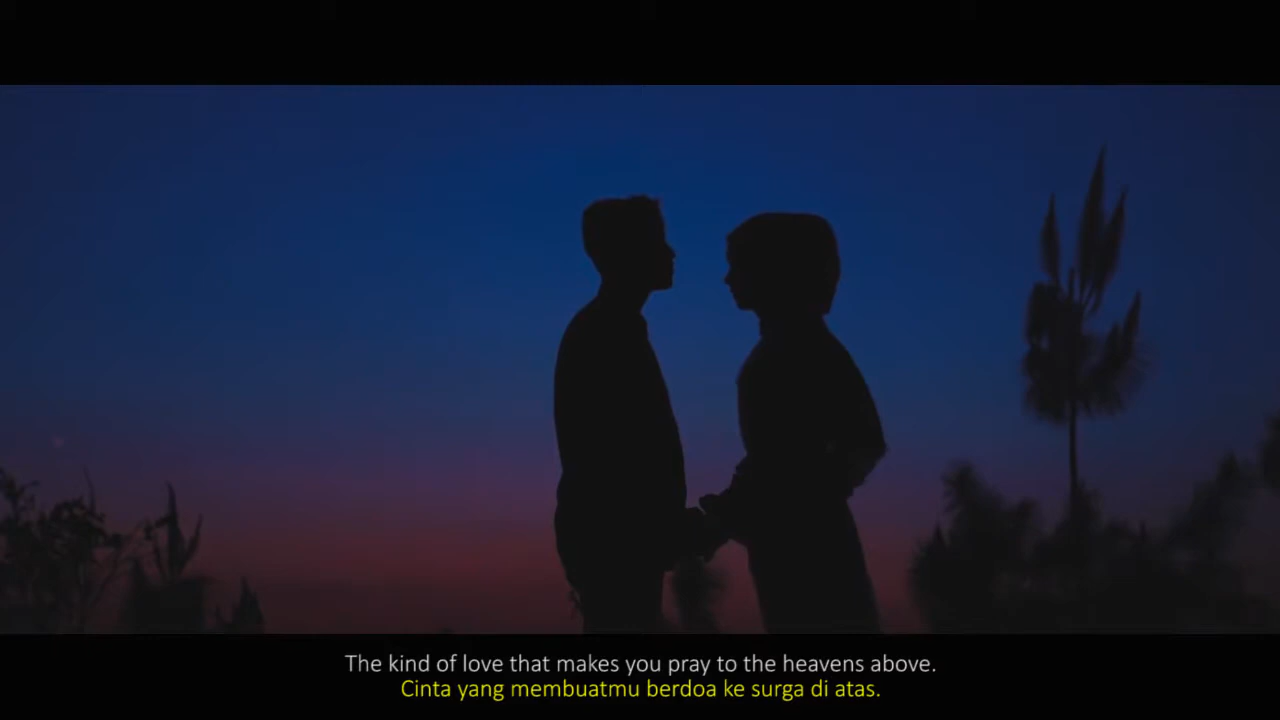 The kind of love that makes you pray to the heavens above.
Cinta yang membuatmu berdoa ke surga di atas.